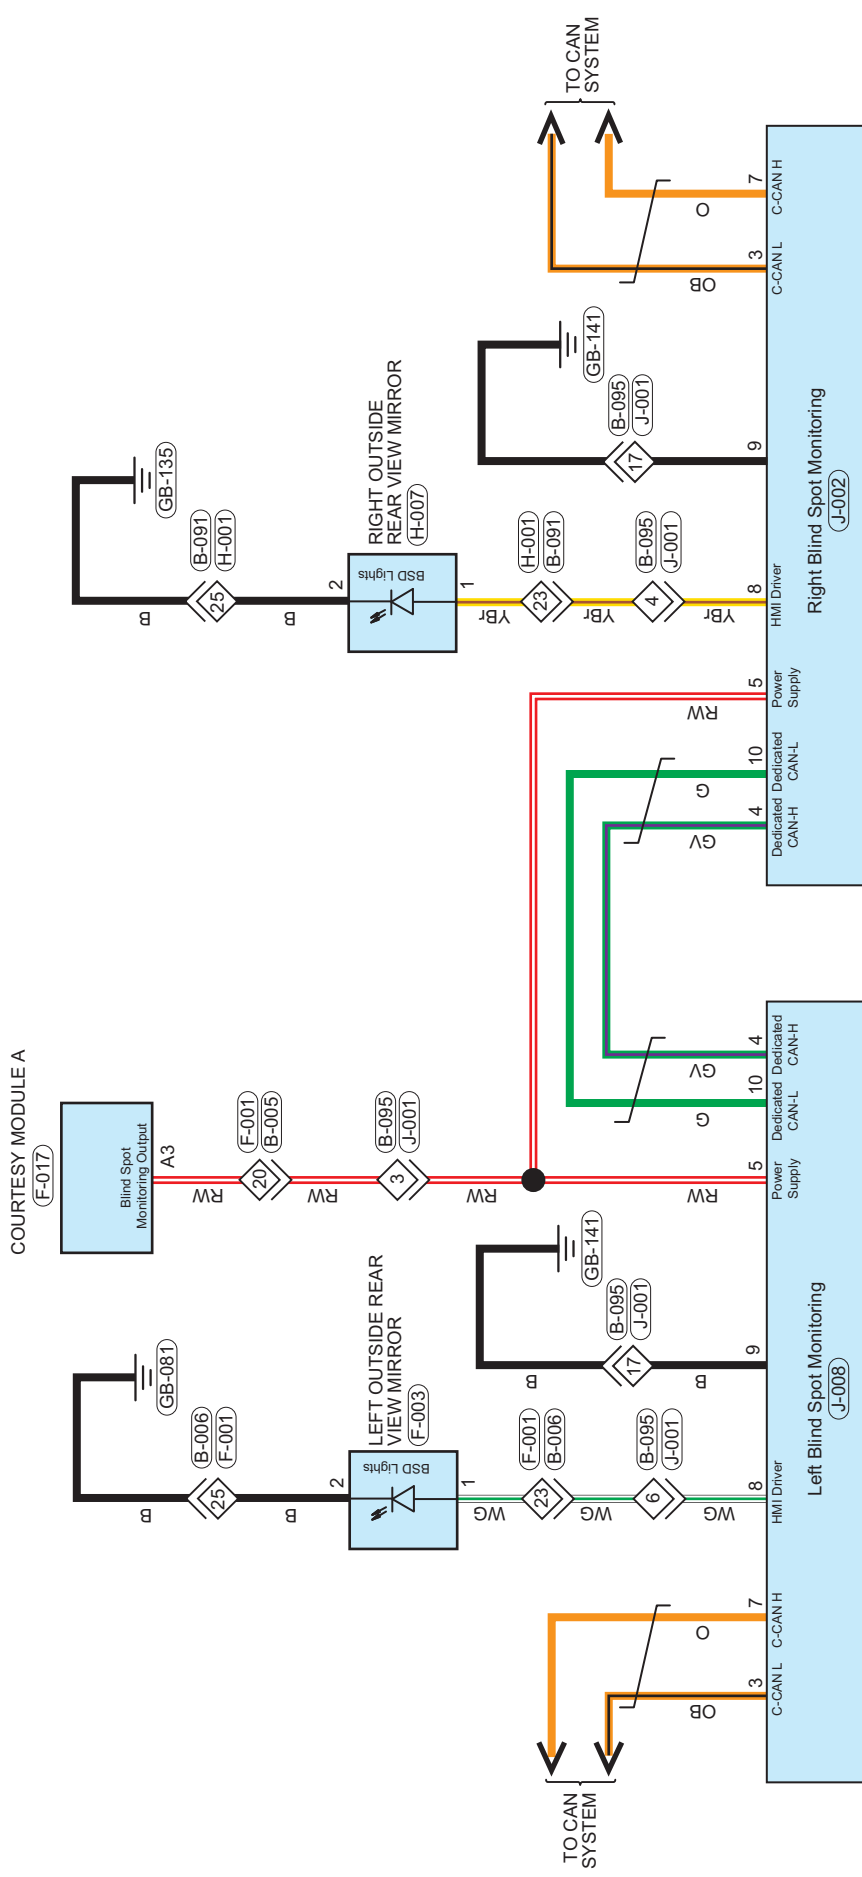 COURTESY MODULE A
F-017
Blind Spot
Monitoring Output
A3
RW
20
F-001
B-005
RW
3
B-095
J-001
RW
RW
RW
GB-081
B
25
B-006
F-001
B
2
LEFT OUTSIDE REAR
VIEW MIRROR
F-003
BSD Lights
1
WG
23
F-001
B-006
WG
6
B-095
J-001
WG
GB-141
B
17
B-095
J-001
B
GB-135
B
25
B-091
H-001
B
2
RIGHT OUTSIDE
REAR VIEW MIRROR
H-007
BSD Lights
1
YBr
23
H-001
B-091
YBr
4
B-095
J-001
YBr
GB-141
17
B-095
J-001
TO CAN
SYSTEM
OB
O
G
GV
GV
G
OB
O
TO CAN
SYSTEM
3
C-CAN L
7
C-CAN H
8
HMI Driver
9
5
Power
Supply
10
Dedicated
CAN-L
4
Dedicated
CAN-H
Left Blind Spot Monitoring
J-008
4
Dedicated
CAN-H
10
Dedicated
CAN-L
5
Power
Supply
8
HMI Driver
9
3
C-CAN L
7
C-CAN H
Right Blind Spot Monitoring
J-002